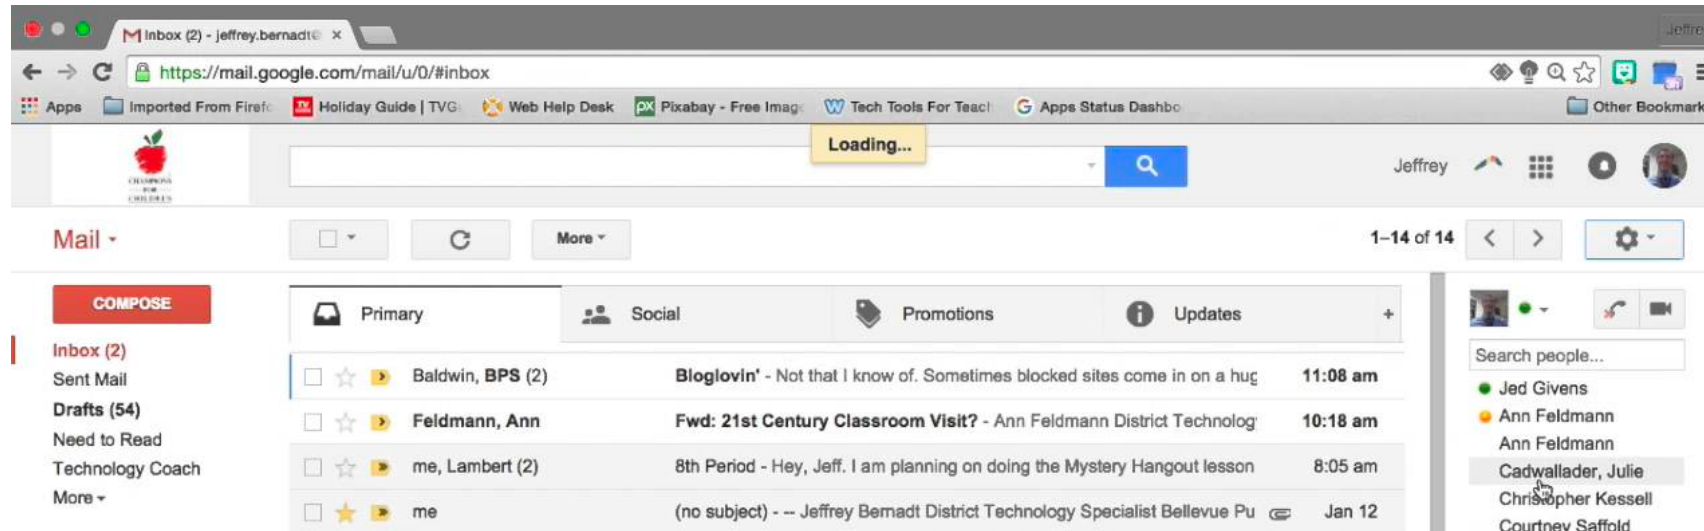 Inbox (2) - jeffrey.bernadt@ ×
Jeffre
https://mail.google.com/mail/u/0/#inbox
Apps Imported From Firefo Holiday Guide | TVG Web Help Desk Pixabay - Free Image Tech Tools For Teach Apps Status Dashbo Other Bookmark
Loading...
CHAMPIONS
FOR
CHILDREN
Jeffrey
Mail
More
1–14 of 14
COMPOSE
Primary Social Promotions Updates +
Inbox (2)
Sent Mail
Drafts (54)
Need to Read
Technology Coach
More
Baldwin, BPS (2) Bloglovin' - Not that I know of. Sometimes blocked sites come in on a hug 11:08 am
Feldmann, Ann Fwd: 21st Century Classroom Visit? - Ann Feldmann District Technolog 10:18 am
me, Lambert (2) 8th Period - Hey, Jeff. I am planning on doing the Mystery Hangout lesson 8:05 am
me (no subject) - -- Jeffrey Bernadt District Technology Specialist Bellevue Pu Jan 12
Search people...
Jed Givens
Ann Feldmann
Ann Feldmann
Cadwallader, Julie
Christopher Kessell
Courtney Saffold